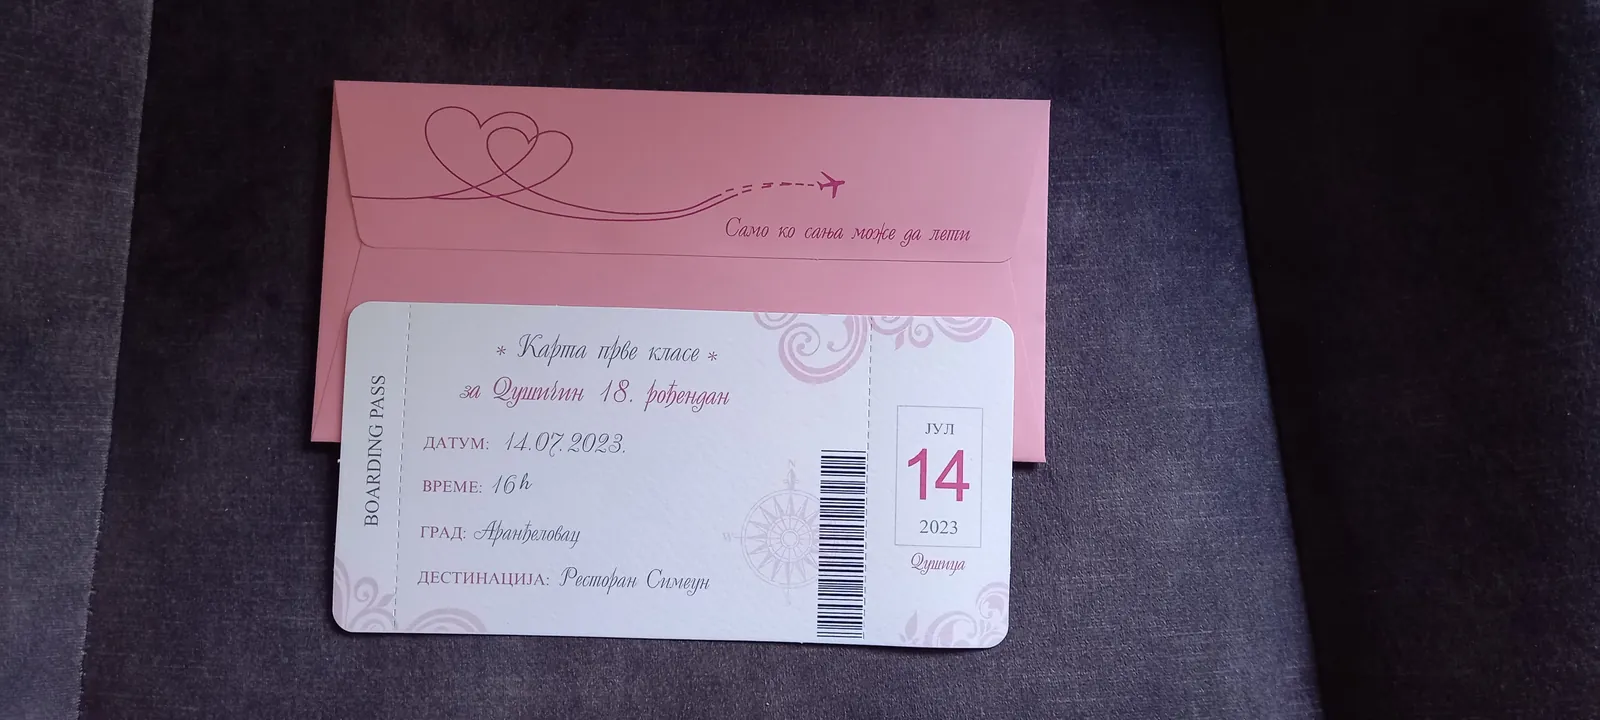 Само ко сања може да лети
BOARDING PASS
* Карта прве класе *
за Душичин 18. рођендан
ДАТУМ: 14.07.2023.
ВРЕМЕ: 16h
ГРАД: Аранђеловац
ДЕСТИНАЦИЈА: Ресторан Симеун
N
W
ЈУЛ
14
2023
Душица